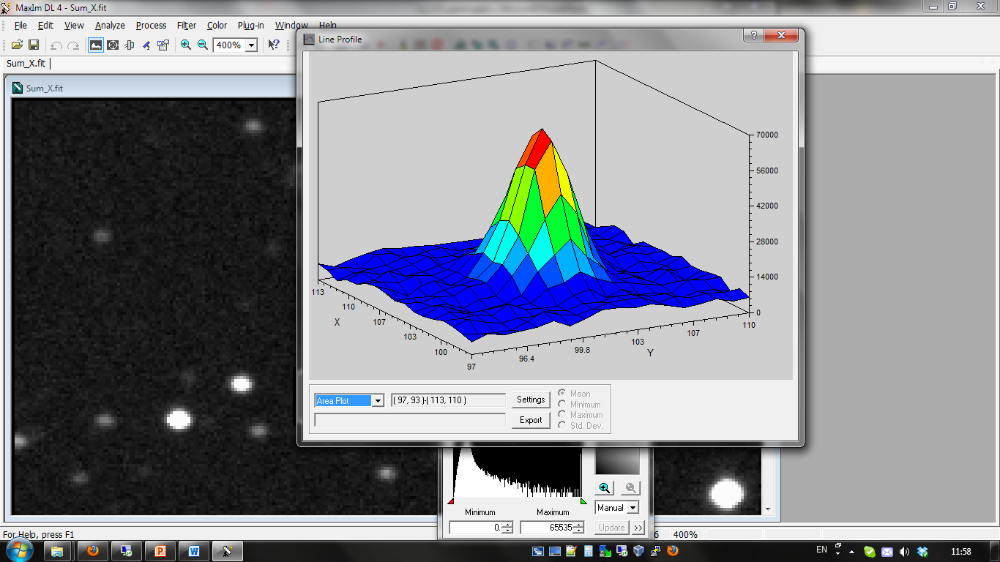 MaxIm DL 4 - Sum_X.fit
File Edit View Analyze Process Filter Color Plug-in Window Help
400%
Sum_X.fit
Sum_X.fit
Line Profile
70000
56000
42000
28000
14000
0
113
110
107
103
100
97
X
96.4
99.8
103
107
110
Y
Area Plot
( 97, 93 )-( 113, 110 )
Settings
Export
Mean
Minimum
Maximum
Std. Dev.
Minimum
Maximum
Manual
0.
65535
Update
>>
For Help, press F1
6
400%
EN
11:58